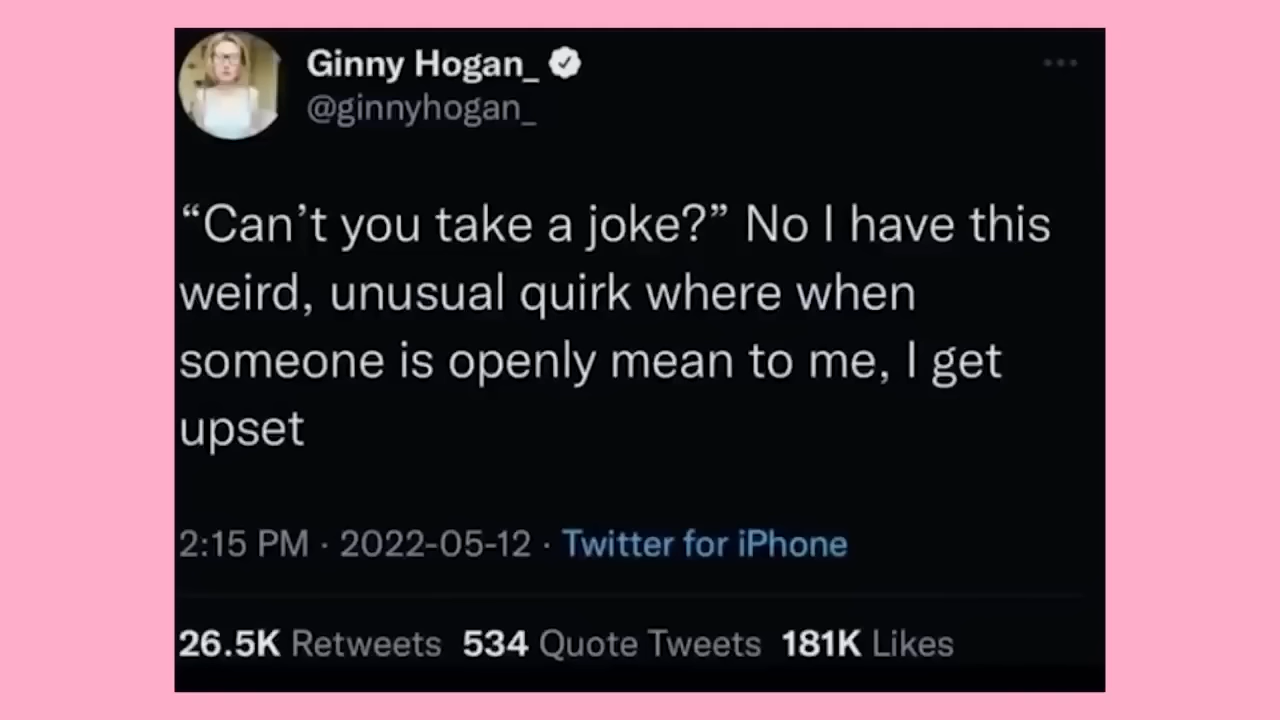 Ginny Hogan_
@ginnyhogan_
“Can’t you take a joke?” No I have this
weird, unusual quirk where when
someone is openly mean to me, I get
upset
2:15 PM · 2022-05-12 · Twitter for iPhone
26.5K Retweets 534 Quote Tweets 181K Likes